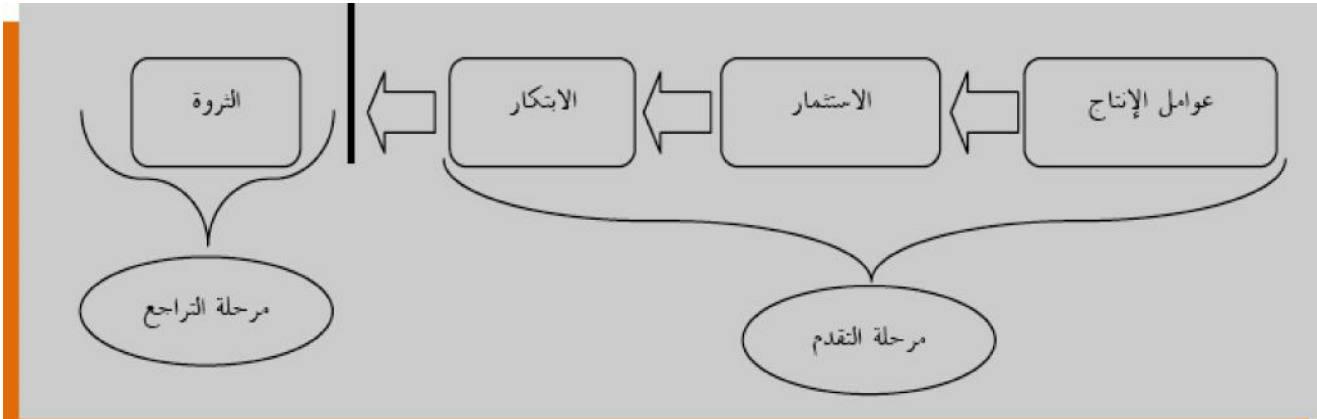 عوامل الإنتاج
الاستثمار
الابتكار
الثروة
مرحلة التقدم
مرحلة التراجع